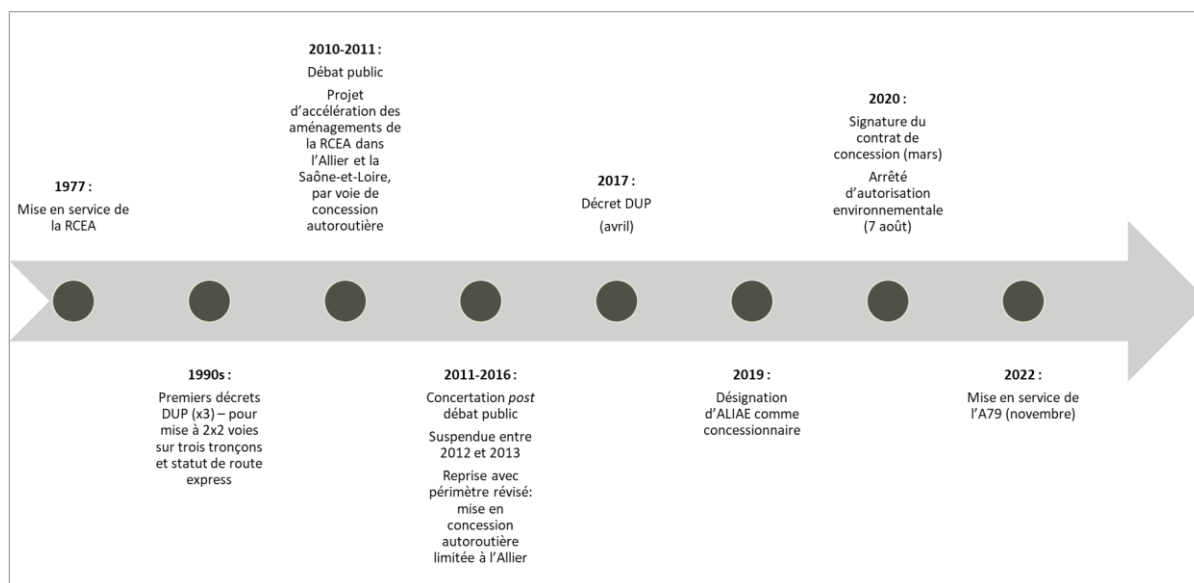 1977 :
Mise en service de
la RCEA
1990s :
Premiers décrets
DUP (x3) – pour
mise à 2x2 voies
sur trois tronçons
et statut de route
express
2010-2011 :
Débat public
Projet
d’accélération des
aménagements de
la RCEA dans
l’Allier et la
Saône-et-Loire,
par voie de
concession
autoroutière
2011-2016 :
Concertation post
débat public
Suspendue entre
2012 et 2013
Reprise avec
périmètre révisé:
mise en
concession
autoroutière
limitée à l’Allier
2017 :
Décret DUP
(avril)
2019 :
Désignation
d’ALIAE comme
concessionnaire
2020 :
Signature du
contrat de
concession (mars)
Arrêté
d’autorisation
environnementale
(7 août)
2022 :
Mise en service de
l’A79 (novembre)